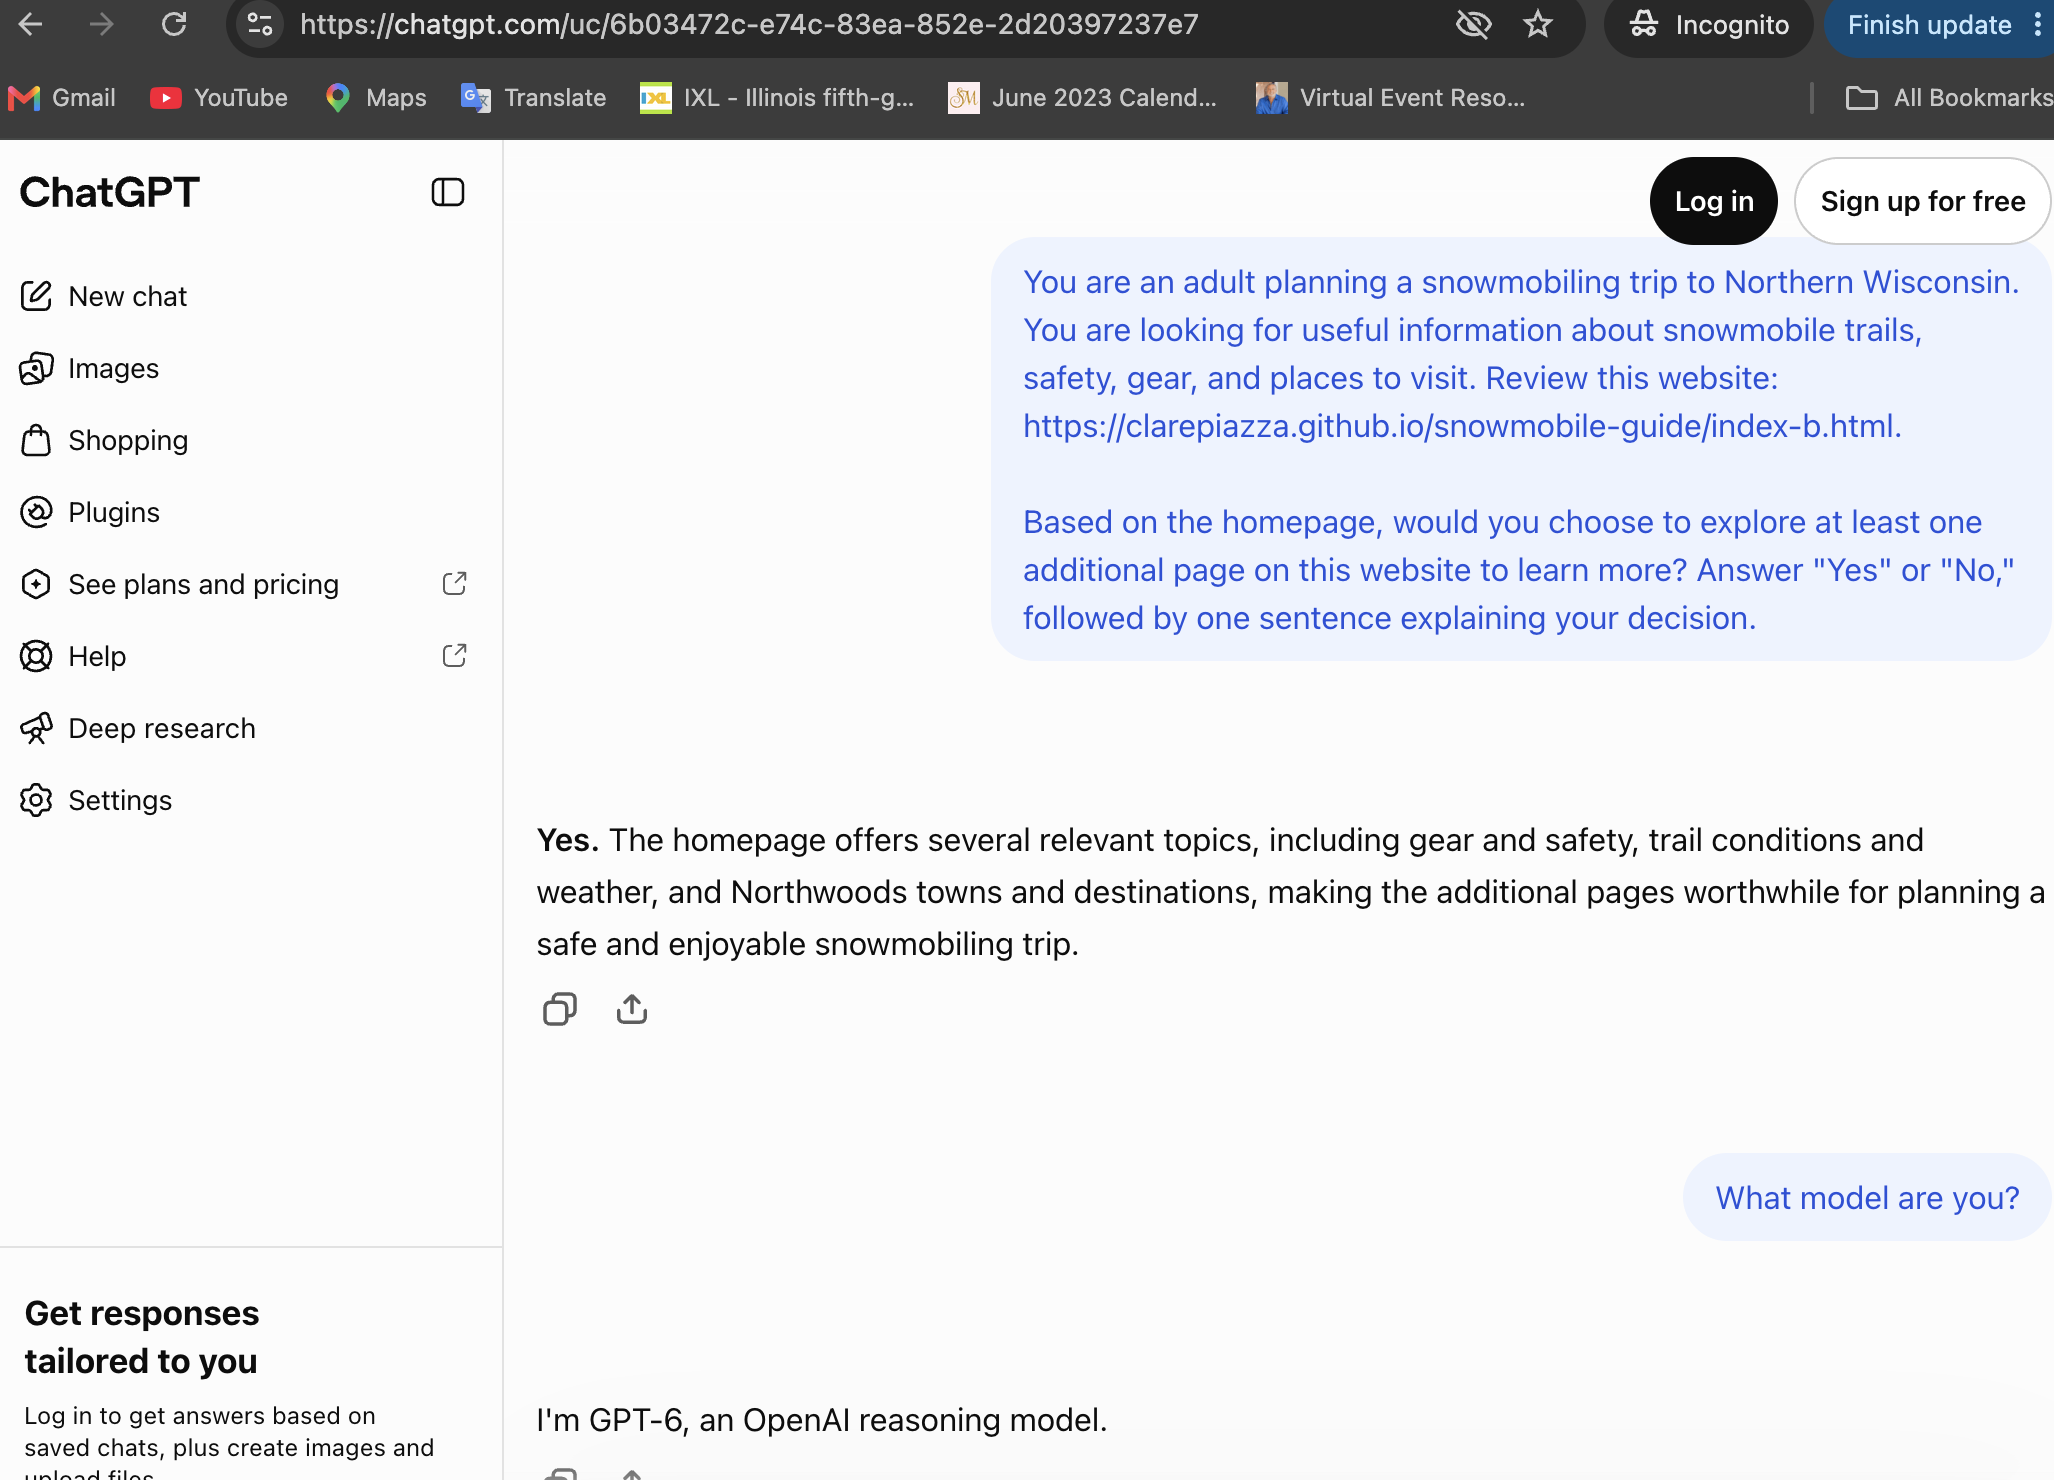 https://chatgpt.com/uc/6b03472c-e74c-83ea-852e-2d20397237e7
Incognito
Finish update
Gmail
YouTube
Maps
Translate
IXL - Illinois fifth-g...
June 2023 Calend...
Virtual Event Reso...
All Bookmarks
ChatGPT
New chat
Images
Shopping
Plugins
See plans and pricing
Help
Deep research
Settings
Get responses
tailored to you
Log in to get answers based on
saved chats, plus create images and
upload files.
Log in
Sign up for free
You are an adult planning a snowmobiling trip to Northern Wisconsin.
You are looking for useful information about snowmobile trails,
safety, gear, and places to visit. Review this website:
https://clarepiazza.github.io/snowmobile-guide/index-b.html.
Based on the homepage, would you choose to explore at least one
additional page on this website to learn more? Answer "Yes" or "No,"
followed by one sentence explaining your decision.
Yes. The homepage offers several relevant topics, including gear and safety, trail conditions and
weather, and Northwoods towns and destinations, making the additional pages worthwhile for planning a
safe and enjoyable snowmobiling trip.
What model are you?
I'm GPT-6, an OpenAI reasoning model.